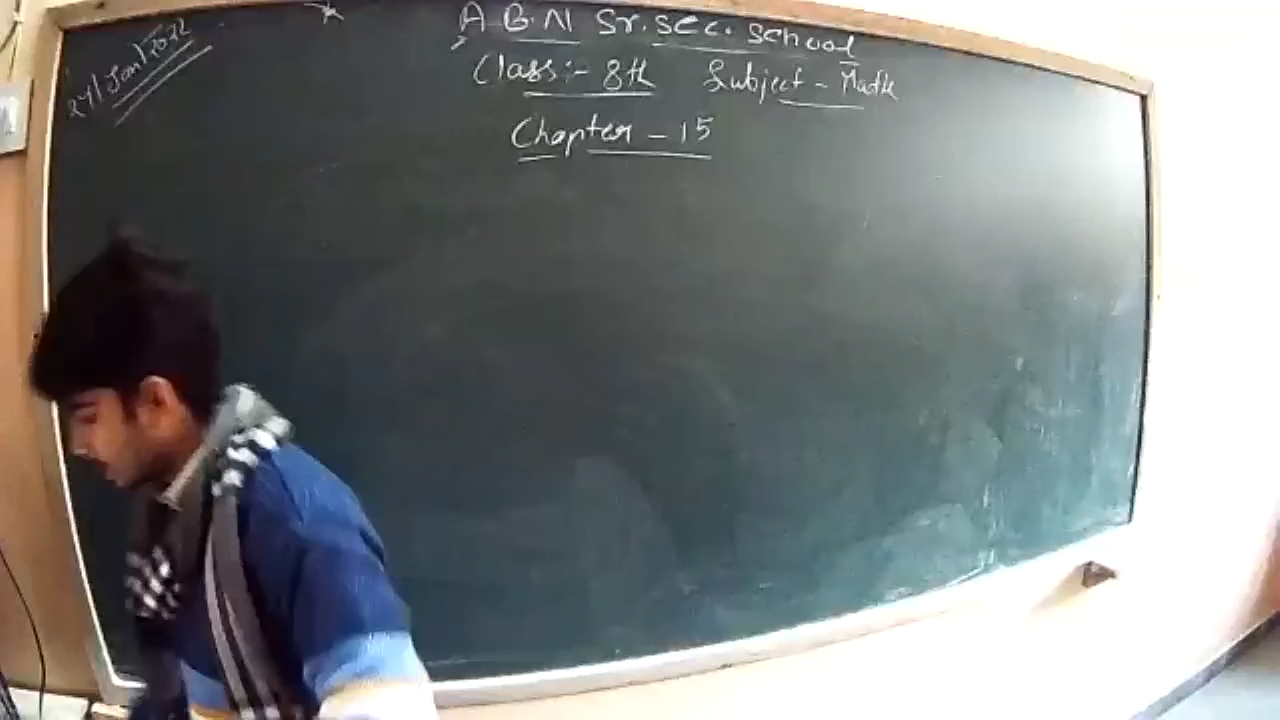 24/Jan/2022
A.B.N Sr. Sec. School
Class:- 8th Subject - Math
Chapter - 15